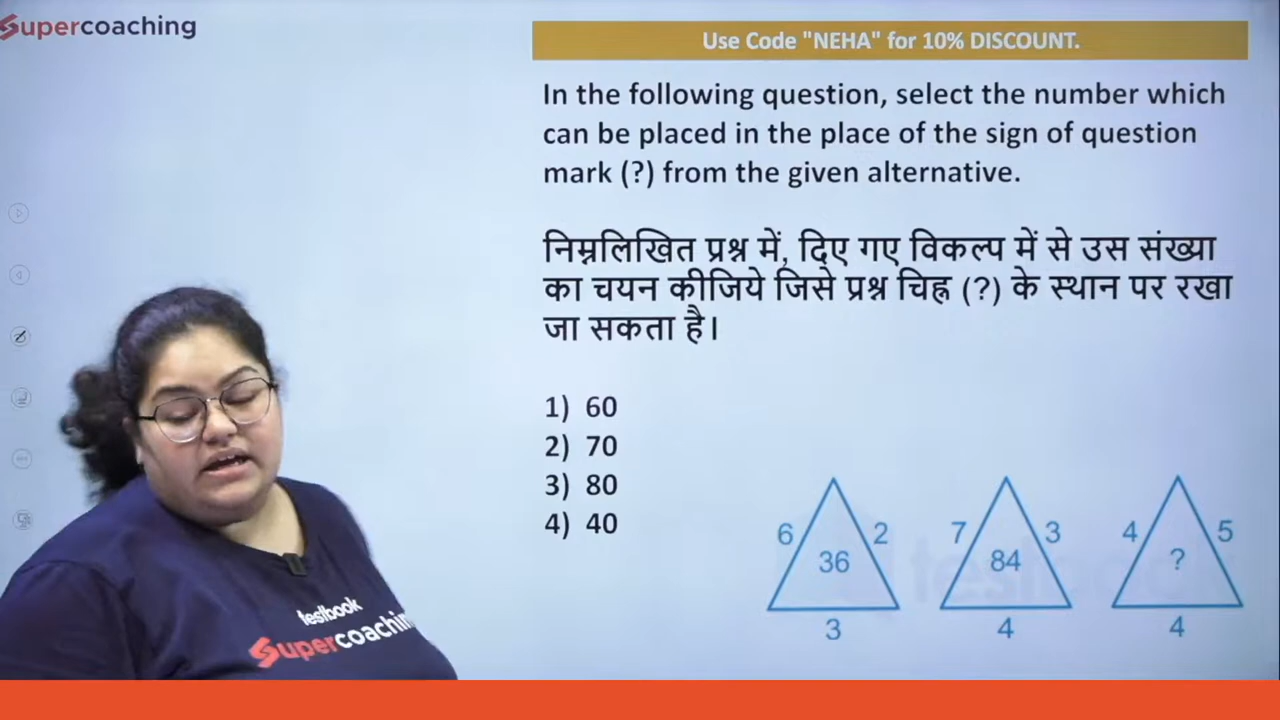 Supercoaching
Use Code "NEHA" for 10% DISCOUNT.
In the following question, select the number which
can be placed in the place of the sign of question
mark (?) from the given alternative.
निम्नलिखित प्रश्न में, दिए गए विकल्प में से उस संख्या
का चयन कीजिये जिसे प्रश्न चिह्न (?) के स्थान पर रखा
जा सकता है।
1) 60
2) 70
3) 80
4) 40
6 2 7 3 4 5
36 84 ?
3 4 4
testbook
Supercoaching